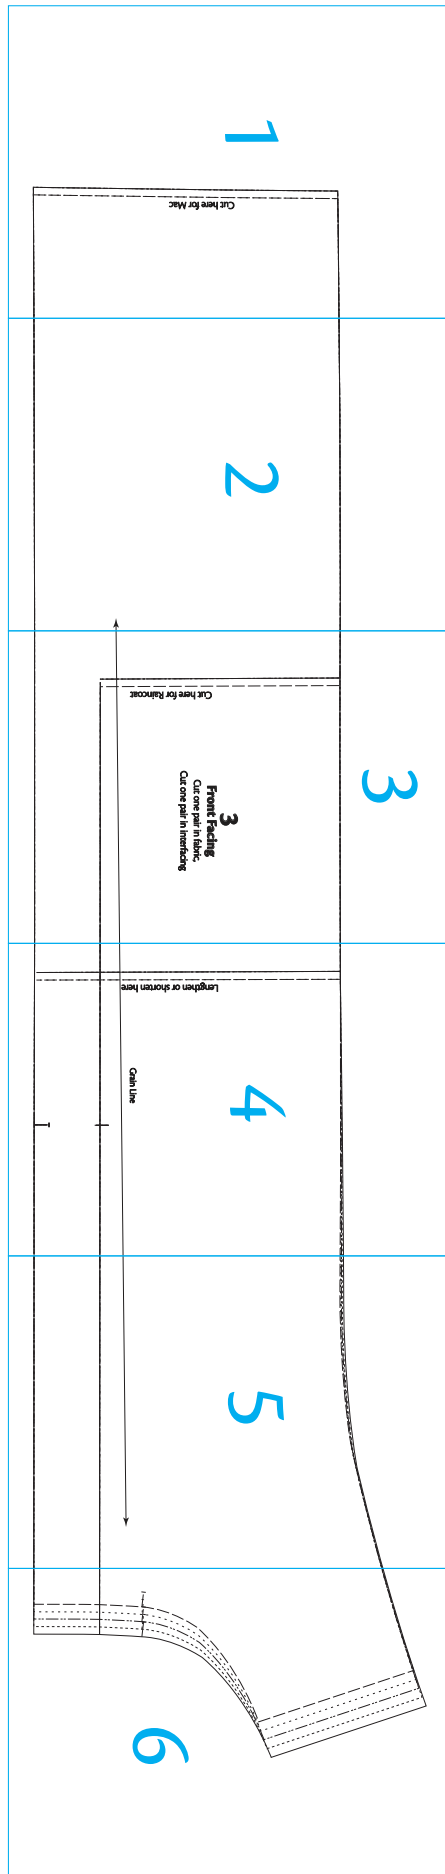 1
Cut here for Mac
2
Cut here for Raincoat
3
3
Front Facing
Cut one pair in fabric,
Cut one pair in interfacing
Lengthen or shorten here
Grain Line
4
5
6